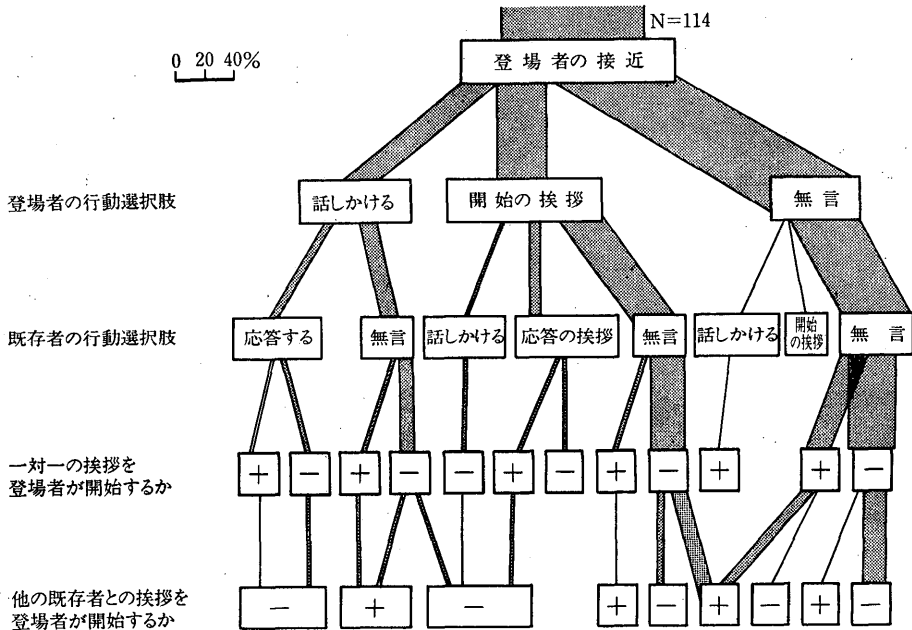 N=114
登場者の接近
0 20 40%
登場者の行動選択肢
話しかける
開始の挨拶
無言
既存者の行動選択肢
応答する
無言
話しかける
応答の挨拶
無言
話しかける
開始
の挨拶
無言
一対一の挨拶を
登場者が開始するか
+ − + − − + − + − + + −
他の既存者との挨拶を
登場者が開始するか
− + − + − + − + −